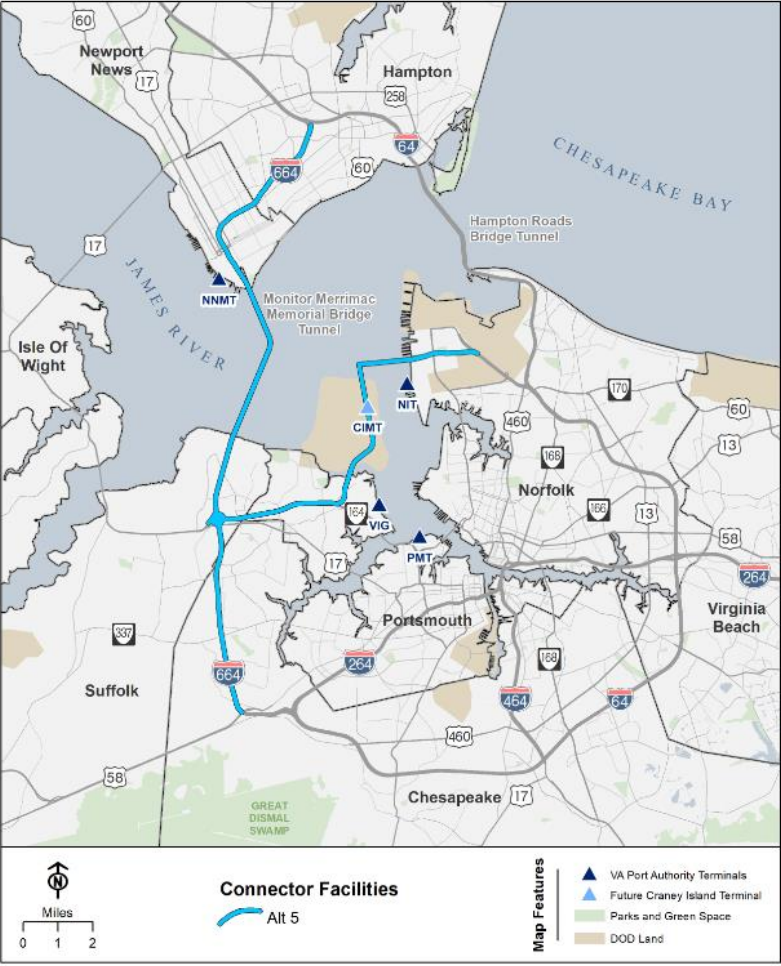 60
Newport
News
17
Hampton
258
64
664
60
CHESAPEAKE BAY
Hampton Roads
Bridge Tunnel
17
JAMES RIVER
NNMT
Monitor Merrimac
Memorial Bridge
Tunnel
Isle Of
Wight
NIT
170
CIMT
460
60
13
168
Norfolk
164
VIG
166
13
PMT
58
17
264
Portsmouth
Virginia
Beach
337
264
168
664
Suffolk
464
64
460
58
Chesapeake
17
GREAT
DISMAL
SWAMP
N
Miles
0 1 2
Connector Facilities
Alt 5
Map Features
VA Port Authority Terminals
Future Craney Island Terminal
Parks and Green Space
DOD Land